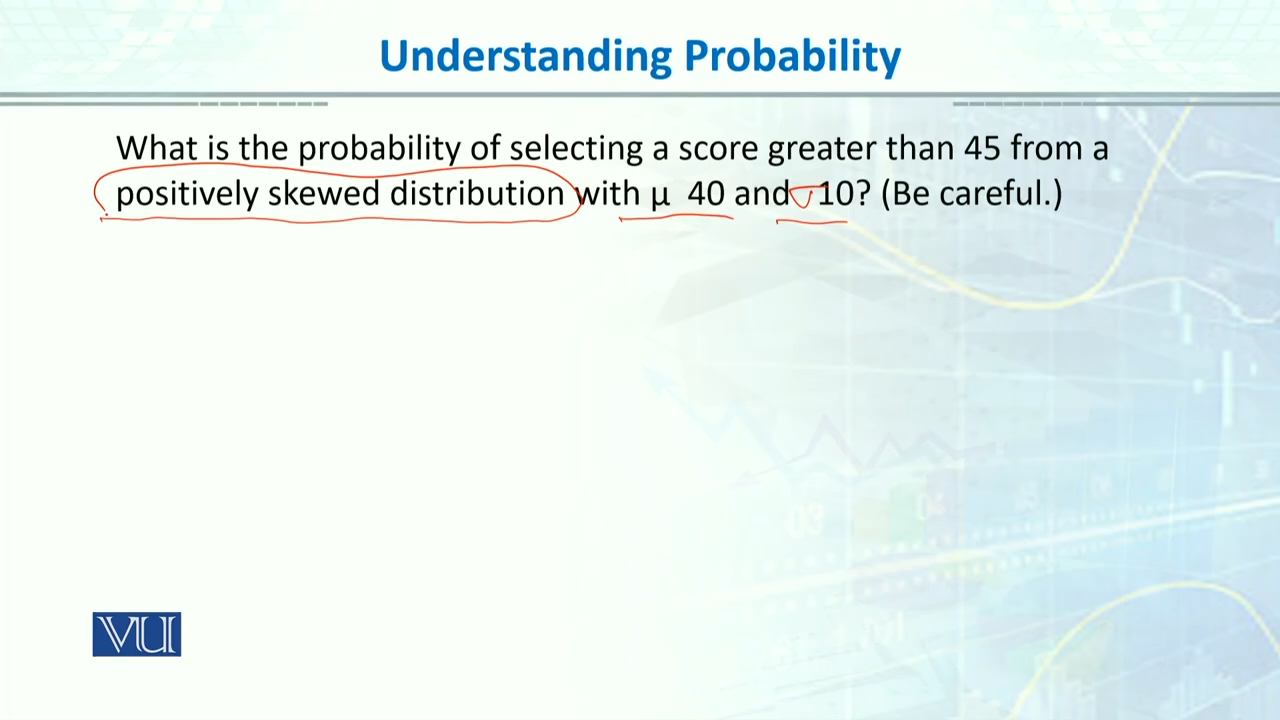 Understanding Probability
What is the probability of selecting a score greater than 45 from a
positively skewed distribution with µ 40 and σ 10? (Be careful.)
VU